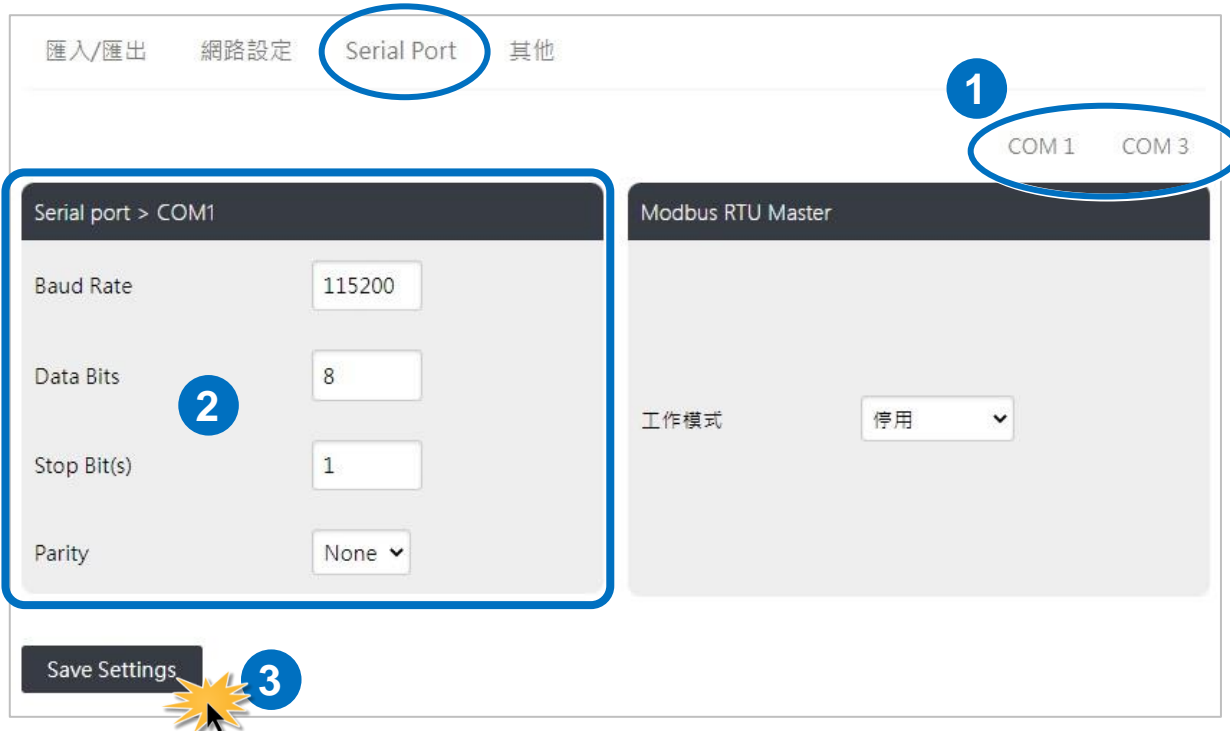 匯入/匯出 網路設定 Serial Port 其他
1
COM 1 COM 3
Serial port > COM1
Baud Rate 115200
Data Bits 8
2
Stop Bit(s) 1
Parity None
Modbus RTU Master
工作模式 停用
Save Settings
3